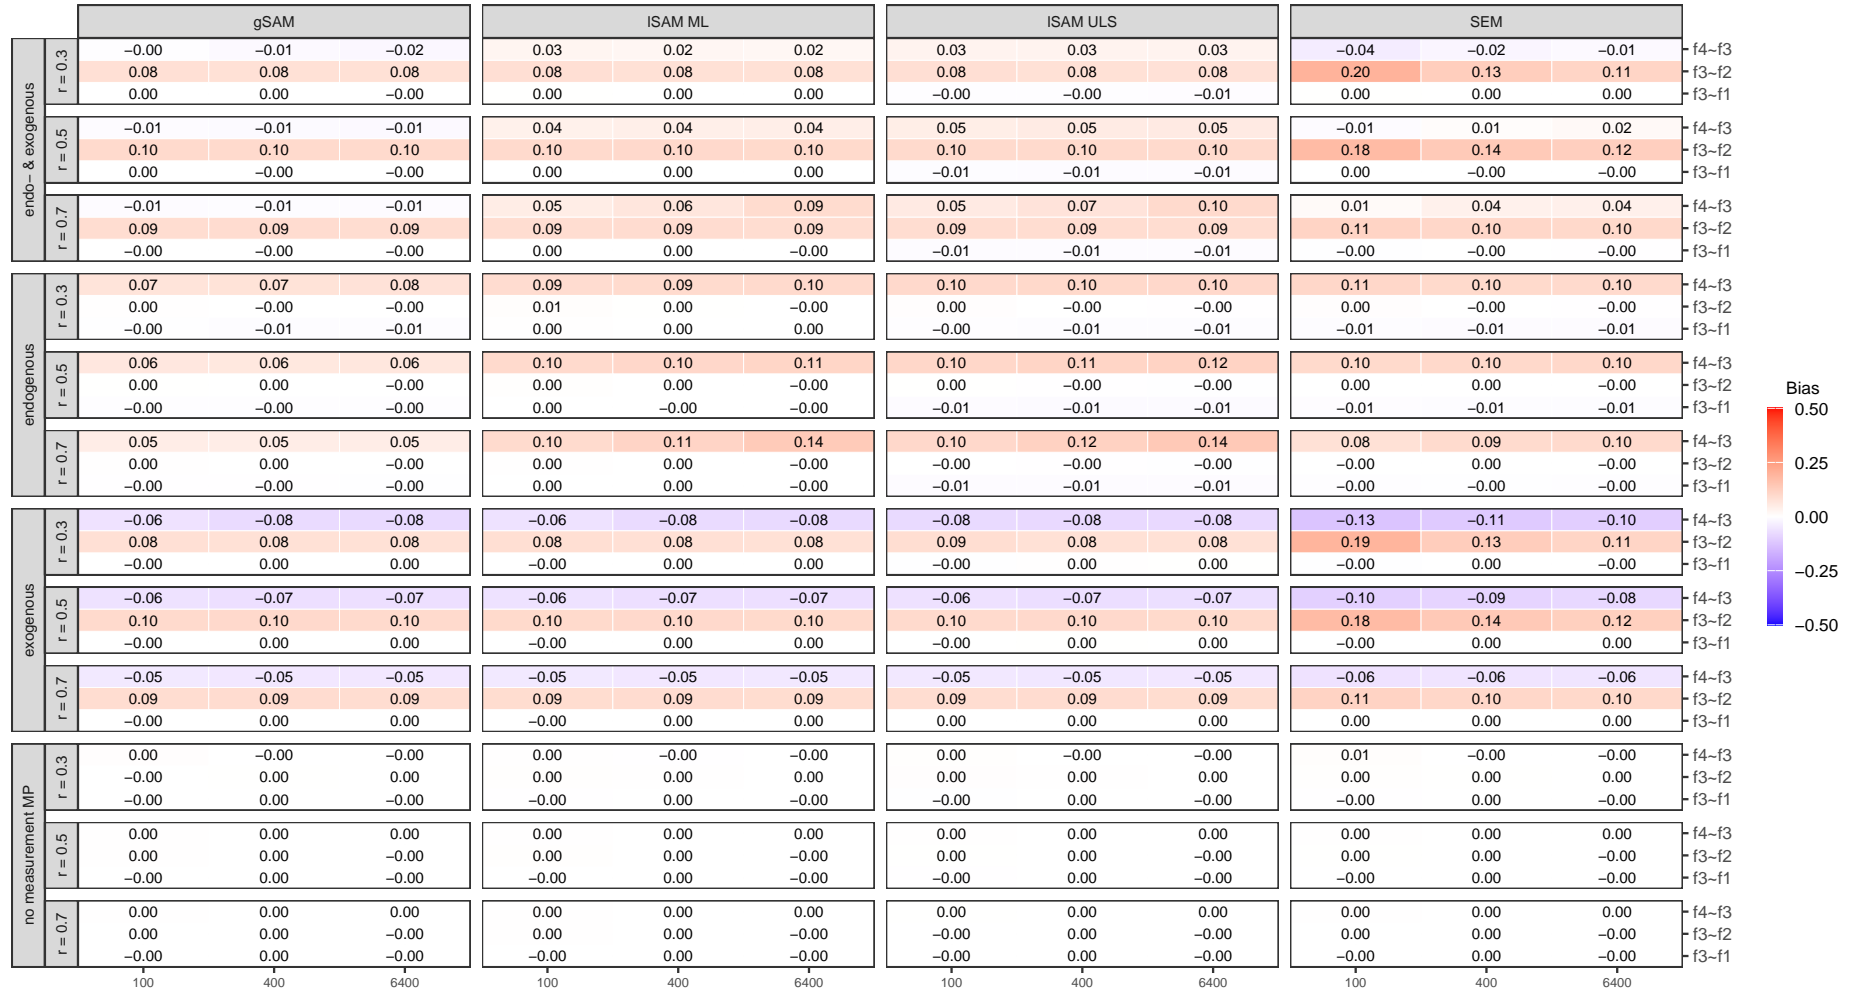 gSAM lSAM ML lSAM ULS SEM
endo− & exogenous
r = 0.3
−0.00 −0.01 −0.02 0.03 0.02 0.02 0.03 0.03 0.03 −0.04 −0.02 −0.01 f4~f3
0.08 0.08 0.08 0.08 0.08 0.08 0.08 0.08 0.08 0.20 0.13 0.11 f3~f2
0.00 0.00 −0.00 0.00 0.00 0.00 −0.00 −0.00 −0.01 0.00 0.00 0.00 f3~f1
r = 0.5
−0.01 −0.01 −0.01 0.04 0.04 0.04 0.05 0.05 0.05 −0.01 0.01 0.02 f4~f3
0.10 0.10 0.10 0.10 0.10 0.10 0.10 0.10 0.10 0.18 0.14 0.12 f3~f2
0.00 −0.00 −0.00 0.00 0.00 0.00 −0.01 −0.01 −0.01 0.00 −0.00 −0.00 f3~f1
r = 0.7
−0.01 −0.01 −0.01 0.05 0.06 0.09 0.05 0.07 0.10 0.01 0.04 0.04 f4~f3
0.09 0.09 0.09 0.09 0.09 0.09 0.09 0.09 0.09 0.11 0.10 0.10 f3~f2
−0.00 −0.00 −0.00 0.00 0.00 −0.00 −0.01 −0.01 −0.01 −0.00 −0.00 −0.00 f3~f1
endogenous
r = 0.3
0.07 0.07 0.08 0.09 0.09 0.10 0.10 0.10 0.10 0.11 0.10 0.10 f4~f3
0.00 −0.00 −0.00 0.01 0.00 −0.00 0.00 −0.00 −0.00 0.00 −0.00 −0.00 f3~f2
−0.00 −0.01 −0.01 0.00 0.00 0.00 −0.00 −0.01 −0.01 −0.01 −0.01 −0.01 f3~f1
r = 0.5
0.06 0.06 0.06 0.10 0.10 0.11 0.10 0.11 0.12 0.10 0.10 0.10 f4~f3
0.00 0.00 −0.00 0.00 0.00 −0.00 0.00 −0.00 −0.00 0.00 0.00 −0.00 f3~f2
−0.00 −0.00 −0.00 0.00 −0.00 −0.00 −0.01 −0.01 −0.01 −0.01 −0.01 −0.01 f3~f1
r = 0.7
0.05 0.05 0.05 0.10 0.11 0.14 0.10 0.12 0.14 0.08 0.09 0.10 f4~f3
0.00 0.00 −0.00 0.00 0.00 −0.00 −0.00 −0.00 −0.00 −0.00 0.00 −0.00 f3~f2
−0.00 −0.00 −0.00 0.00 0.00 −0.00 −0.01 −0.01 −0.01 −0.00 −0.00 −0.00 f3~f1
exogenous
r = 0.3
−0.06 −0.08 −0.08 −0.06 −0.08 −0.08 −0.08 −0.08 −0.08 −0.13 −0.11 −0.10 f4~f3
0.08 0.08 0.08 0.08 0.08 0.08 0.09 0.08 0.08 0.19 0.13 0.11 f3~f2
−0.00 0.00 0.00 −0.00 0.00 0.00 −0.00 0.00 0.00 −0.00 0.00 −0.00 f3~f1
r = 0.5
−0.06 −0.07 −0.07 −0.06 −0.07 −0.07 −0.06 −0.07 −0.07 −0.10 −0.09 −0.08 f4~f3
0.10 0.10 0.10 0.10 0.10 0.10 0.10 0.10 0.10 0.18 0.14 0.12 f3~f2
−0.00 0.00 0.00 −0.00 0.00 0.00 0.00 0.00 0.00 −0.00 0.00 0.00 f3~f1
r = 0.7
−0.05 −0.05 −0.05 −0.05 −0.05 −0.05 −0.05 −0.05 −0.05 −0.06 −0.06 −0.06 f4~f3
0.09 0.09 0.09 0.09 0.09 0.09 0.09 0.09 0.09 0.11 0.10 0.10 f3~f2
−0.00 0.00 0.00 −0.00 0.00 0.00 0.00 0.00 0.00 0.00 0.00 0.00 f3~f1
no measurement MP
r = 0.3
0.00 −0.00 −0.00 0.00 −0.00 −0.00 0.00 −0.00 −0.00 0.01 −0.00 −0.00 f4~f3
−0.00 0.00 0.00 0.00 0.00 0.00 0.00 0.00 0.00 0.00 0.00 0.00 f3~f2
−0.00 0.00 −0.00 −0.00 0.00 −0.00 −0.00 0.00 −0.00 −0.00 0.00 −0.00 f3~f1
r = 0.5
0.00 0.00 0.00 0.00 0.00 0.00 0.00 0.00 0.00 0.00 0.00 0.00 f4~f3
0.00 0.00 −0.00 0.00 0.00 −0.00 0.00 0.00 −0.00 0.00 0.00 −0.00 f3~f2
−0.00 0.00 −0.00 −0.00 0.00 −0.00 −0.00 0.00 −0.00 −0.00 0.00 −0.00 f3~f1
r = 0.7
0.00 0.00 0.00 0.00 0.00 0.00 0.00 0.00 0.00 0.00 0.00 0.00 f4~f3
0.00 0.00 −0.00 0.00 0.00 −0.00 −0.00 0.00 −0.00 0.00 0.00 −0.00 f3~f2
−0.00 0.00 −0.00 −0.00 0.00 −0.00 −0.00 0.00 −0.00 −0.00 0.00 −0.00 f3~f1
100 400 6400 100 400 6400 100 400 6400 100 400 6400
Bias
0.50
0.25
0.00
−0.25
−0.50